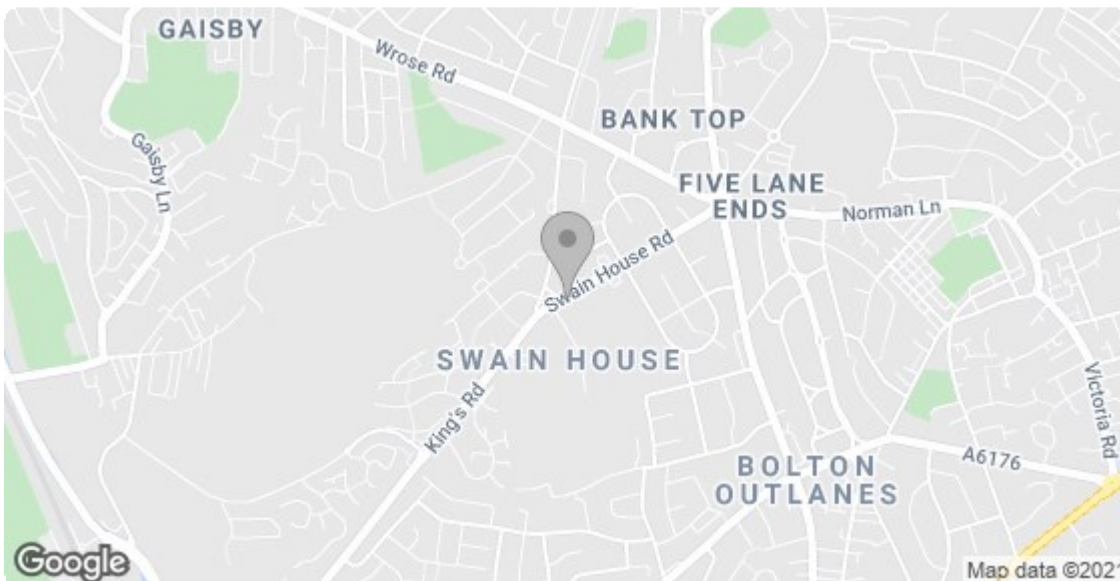 GAISBY
Wrose Rd
BANK TOP
Gaisby Ln
FIVE LANE
ENDS
Norman Ln
Swain House Rd
SWAIN HOUSE
King's Rd
Victoria Rd
A6176
BOLTON
OUTLANES
Google
Map data ©202